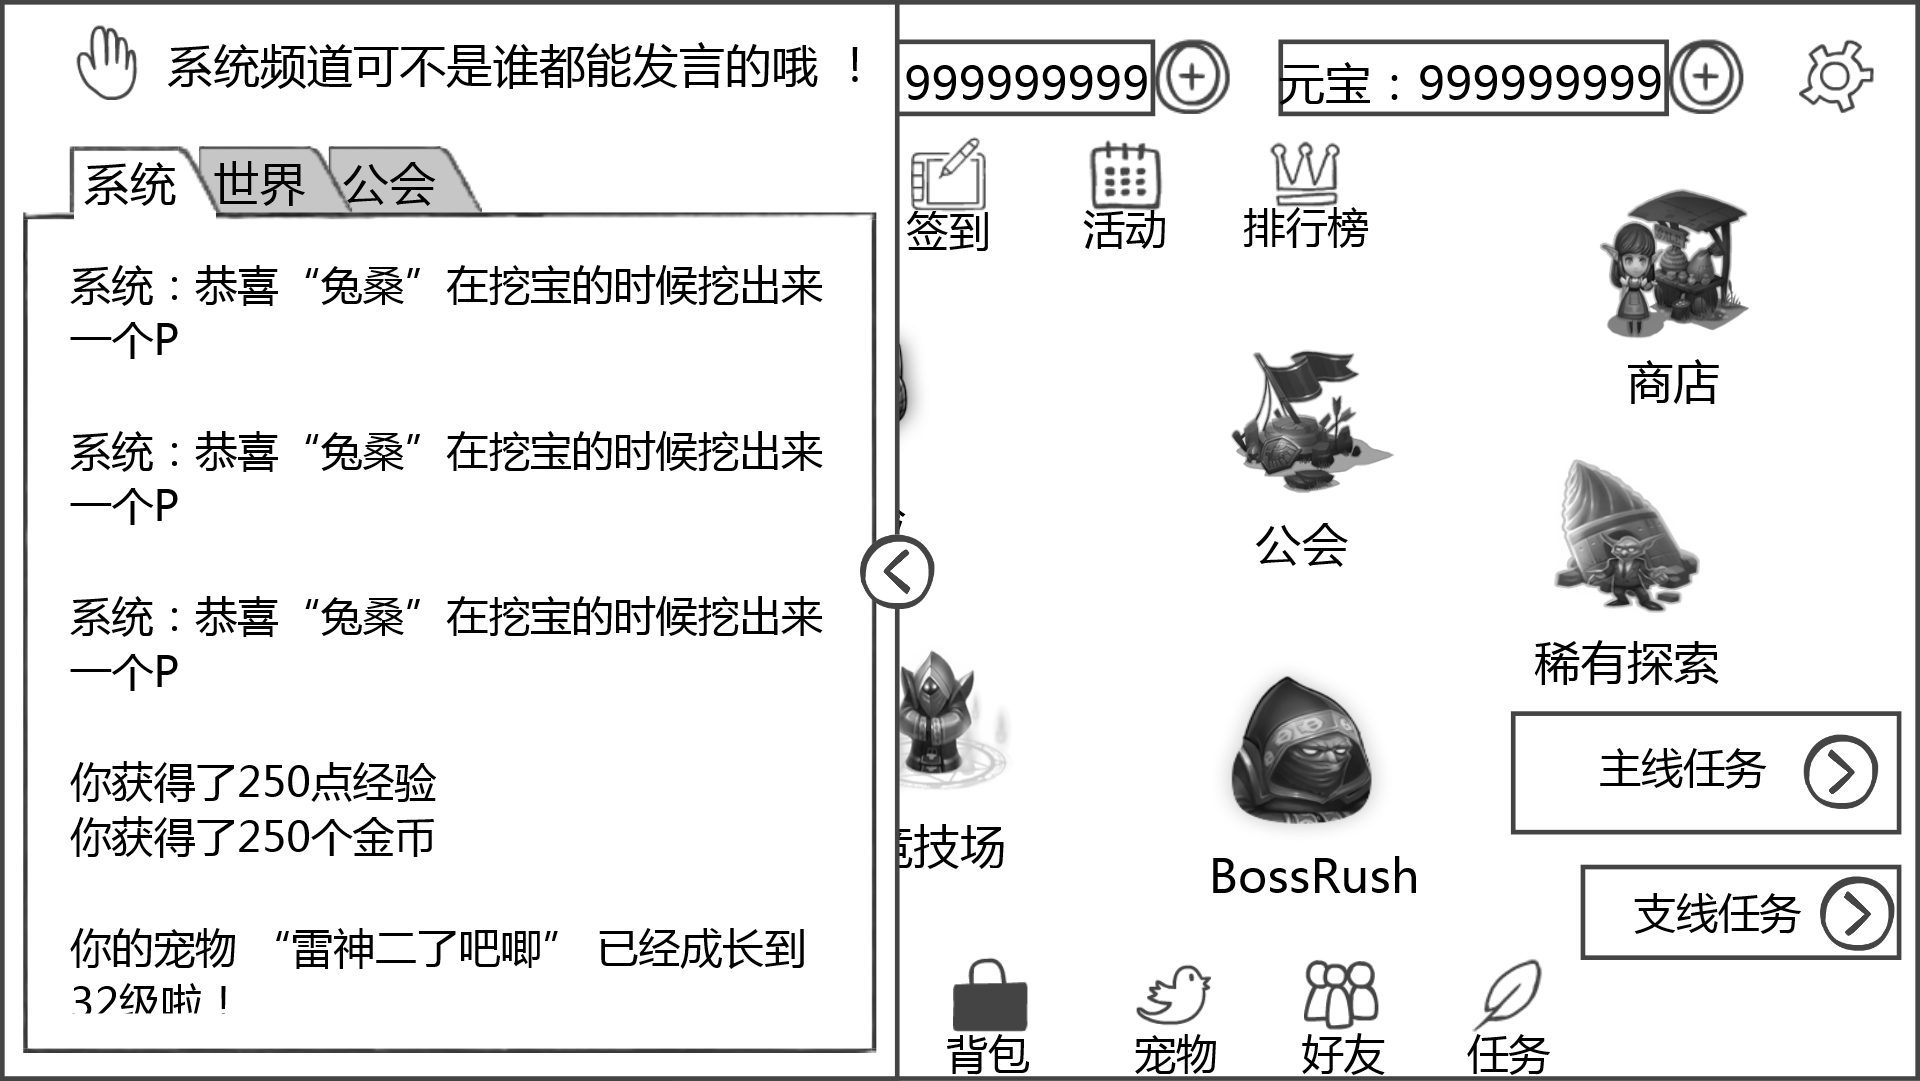 系统频道可不是谁都能发言的哦 ！
999999999
元宝：999999999
系统
世界
公会
签到
活动
排行榜
系统：恭喜“兔桑”在挖宝的时候挖出来
一个P
系统：恭喜“兔桑”在挖宝的时候挖出来
一个P
系统：恭喜“兔桑”在挖宝的时候挖出来
一个P
你获得了250点经验
你获得了250个金币
你的宠物 “雷神二了吧唧” 已经成长到
32级啦！
商店
公会
稀有探索
竞技场
BossRush
主线任务
支线任务
背包
宠物
好友
任务